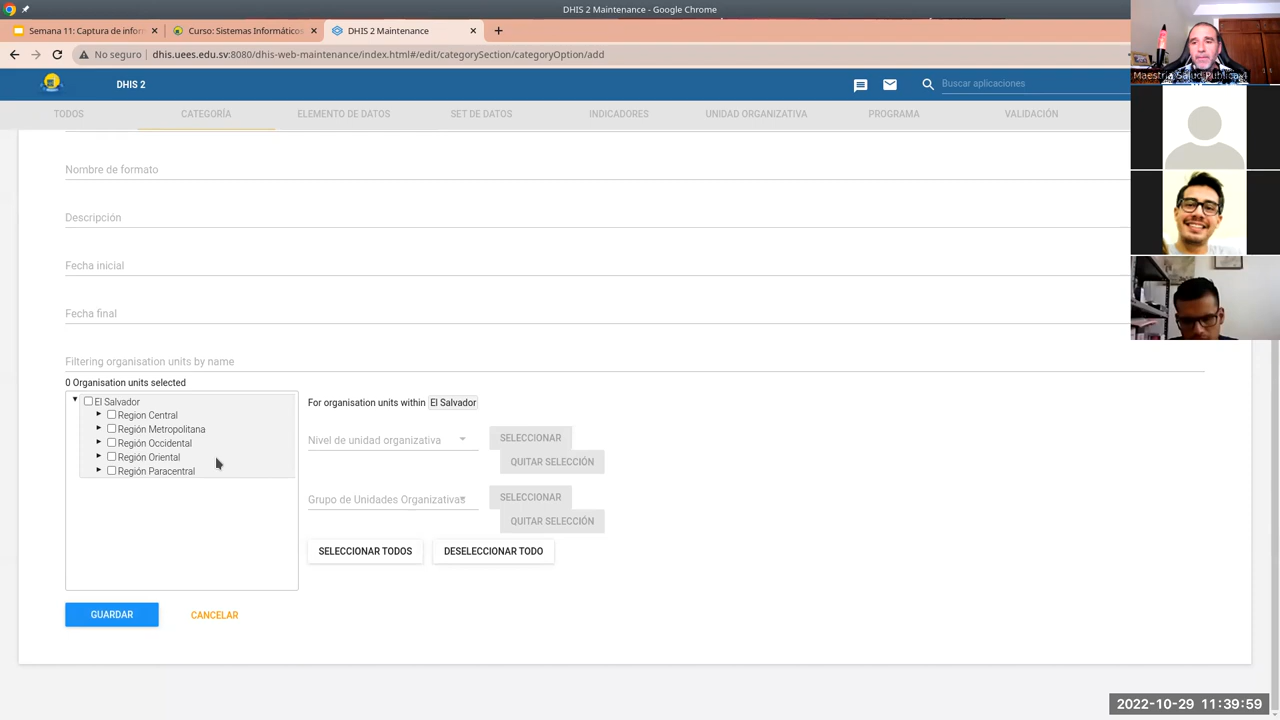 DHIS 2 Maintenance - Google Chrome
Semana 11: Captura de infor
Curso: Sistemas Informáticos
DHIS 2 Maintenance
No seguro
dhis.uees.edu.sv:8080/dhis-web-maintenance/index.html#/edit/categorySection/categoryOption/add
DHIS 2
Buscar aplicaciones
TODOS
CATEGORÍA
ELEMENTO DE DATOS
SET DE DATOS
INDICADORES
UNIDAD ORGANIZATIVA
PROGRAMA
VALIDACIÓN
Nombre de formato
Descripción
Fecha inicial
Fecha final
Filtering organisation units by name
0 Organisation units selected
El Salvador
Region Central
Región Metropolitana
Región Occidental
Región Oriental
Región Paracentral
For organisation units within El Salvador
Nivel de unidad organizativa
SELECCIONAR
QUITAR SELECCIÓN
Grupo de Unidades Organizativas
SELECCIONAR
QUITAR SELECCIÓN
SELECCIONAR TODOS
DESELECCIONAR TODO
GUARDAR
CANCELAR
Maestría Salud Pública
2022-10-29 11:39:59